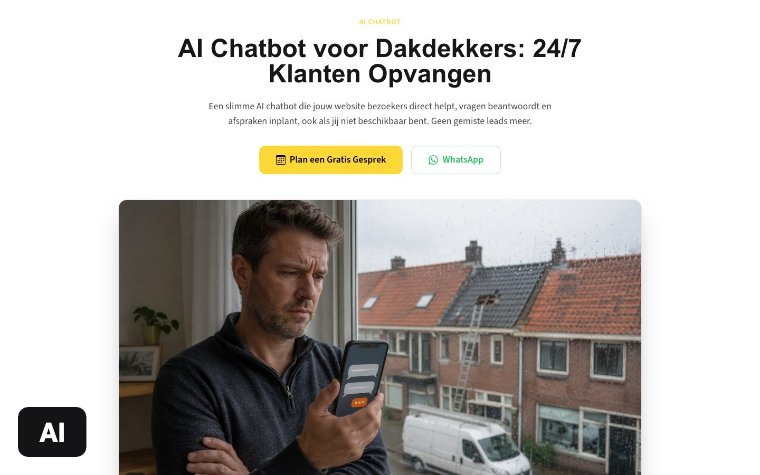 AI CHATBOT
AI Chatbot voor Dakdekkers: 24/7
Klanten Opvangen
Een slimme AI chatbot die jouw website bezoekers direct helpt, vragen beantwoordt en
afspraken inplant, ook als jij niet beschikbaar bent. Geen gemiste leads meer.
Plan een Gratis Gesprek
WhatsApp
AI